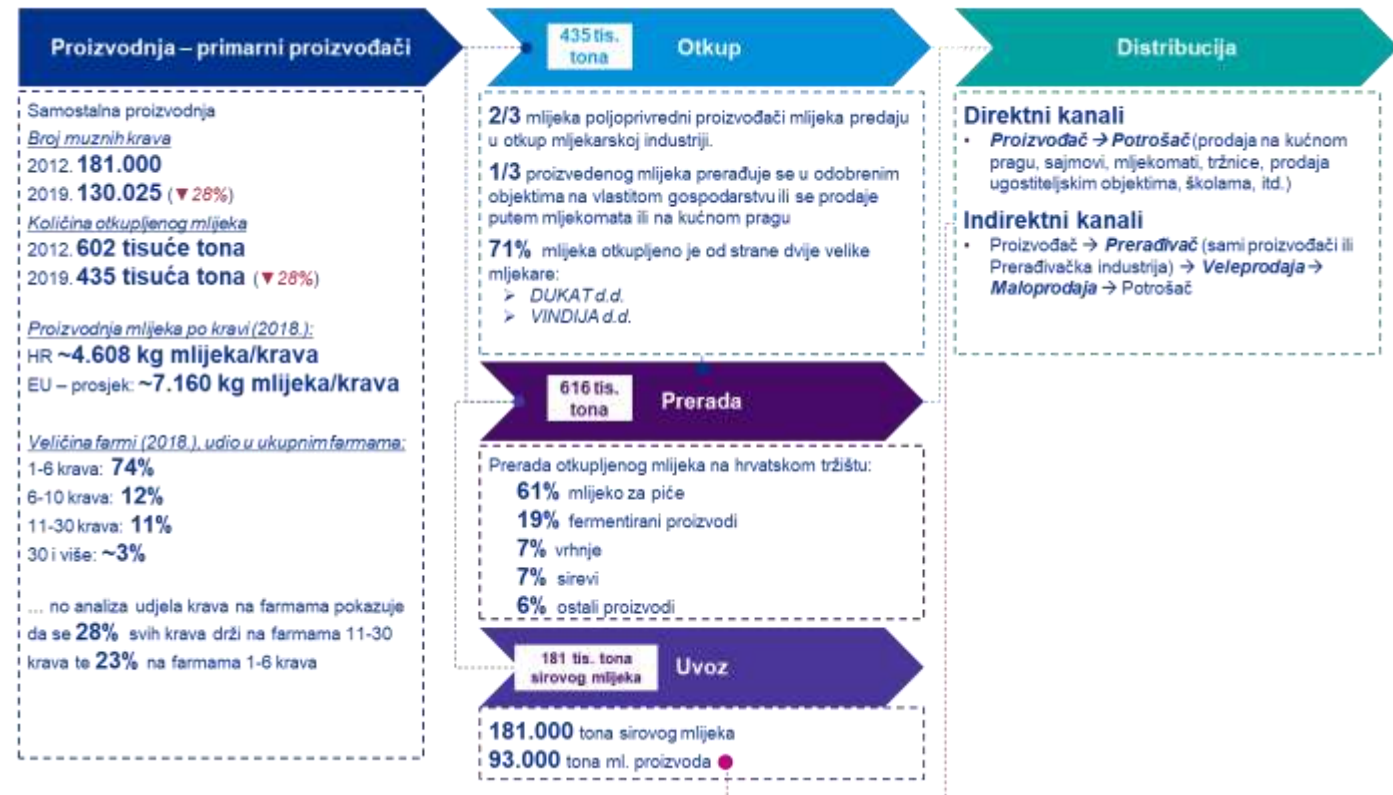 Proizvodnja – primarni proizvođači
Samostalna proizvodnja
Broj muznih krava
2012. 181.000
2019. 130.025 (▼28%)
Količina otkupljenog mlijeka
2012. 602 tisuće tona
2019. 435 tisuća tona (▼28%)
Proizvodnja mlijeka po kravi (2018.):
HR ~4.608 kg mlijeka/krava
EU – prosjek: ~7.160 kg mlijeka/krava
Veličina farmi (2018.), udio u ukupnim farmama:
1-6 krava: 74%
6-10 krava: 12%
11-30 krava: 11%
30 i više: ~3%
... no analiza udjela krava na farmama pokazuje
da se 28% svih krava drži na farmama 11-30
krava te 23% na farmama 1-6 krava
435 tis.
tona
Otkup
2/3 mlijeka poljoprivredni proizvođači mlijeka predaju
u otkup mljekarskoj industriji.
1/3 proizvedenog mlijeka prerađuje se u odobrenim
objektima na vlastitom gospodarstvu ili se prodaje
putem mljekomata ili na kućnom pragu
71% mlijeka otkupljeno je od strane dvije velike
mljekare:
➢ DUKAT d.d.
➢ VINDIJA d.d.
616 tis.
tona
Prerada
Prerada otkupljenog mlijeka na hrvatskom tržištu:
61% mlijeko za piće
19% fermentirani proizvodi
7% vrhnje
7% sirevi
6% ostali proizvodi
181 tis. tona
sirovog mlijeka
Uvoz
181.000 tona sirovog mlijeka
93.000 tona ml. proizvoda
Distribucija
Direktni kanali
• Proizvođač → Potrošač (prodaja na kućnom
pragu, sajmovi, mljekomati, tržnice, prodaja
ugostiteljskim objektima, školama, itd.)
Indirektni kanali
• Proizvođač → Prerađivač (sami proizvođači ili
Prerađivačka industrija) → Veleprodaja →
Maloprodaja → Potrošač